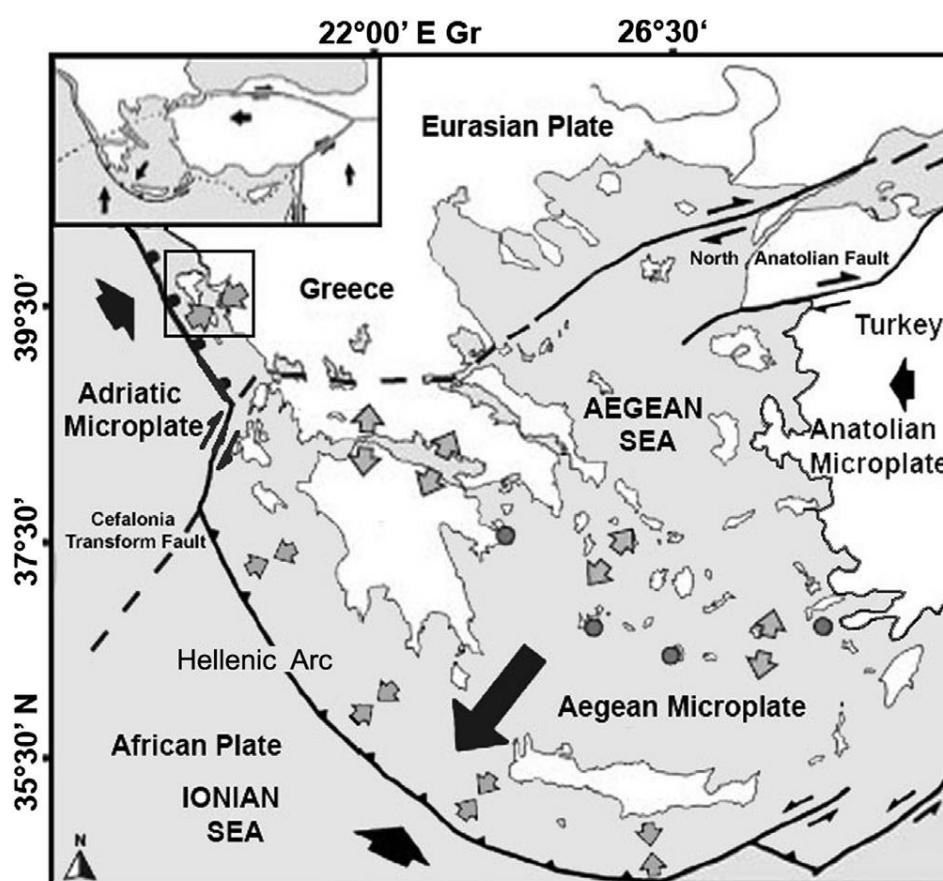 22°00’ E Gr
26°30‘
Eurasian Plate
North Anatolian Fault
Greece
39°30’
Turkey
Adriatic
Microplate
AEGEAN
SEA
Anatolian
Microplate
Cefalonia
Transform Fault
37°30’
Hellenic Arc
Aegean Microplate
African Plate
35°30’ N
IONIAN
SEA
N